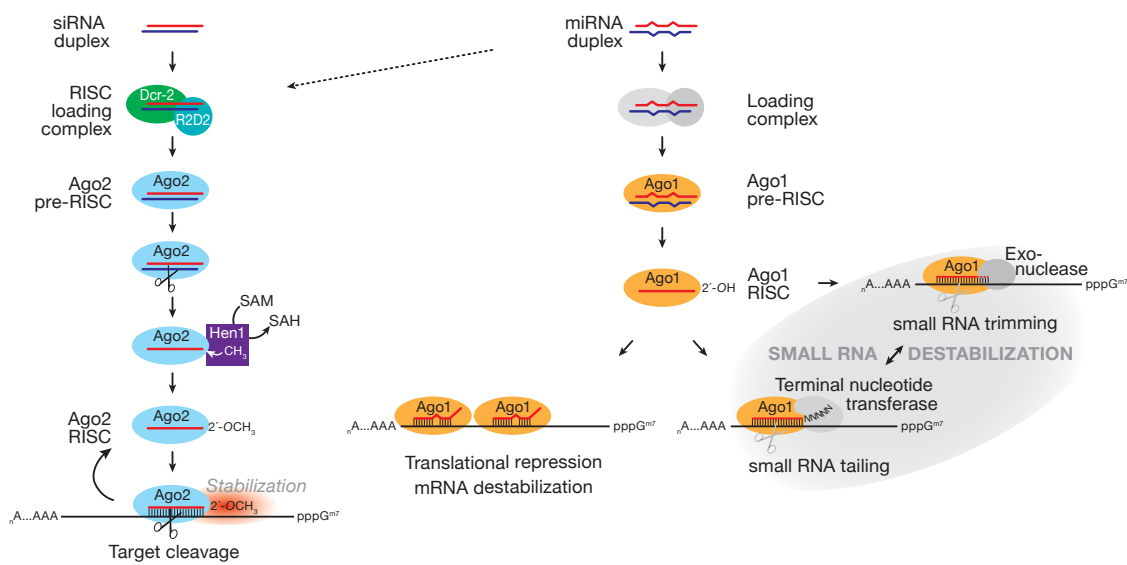 siRNA
duplex
RISC
loading
complex
Dcr-2
R2D2
Ago2
pre-RISC
Ago2
Ago2
SAM
SAH
Ago2
Hen1
CH3
Ago2
RISC
Ago2
2´-OCH3
Stabilization
Ago2
2´-OCH3
nA...AAA
pppGm7
Target cleavage
miRNA
duplex
Loading
complex
Ago1
Ago1
pre-RISC
Ago1
2´-OH
Ago1
RISC
Ago1
Ago1
nA...AAA
pppGm7
Translational repression
mRNA destabilization
Exo-
nuclease
Ago1
nA...AAA
pppGm7
small RNA trimming
SMALL RNA
DESTABILIZATION
Terminal nucleotide
transferase
Ago1
NNNNN
nA...AAA
pppGm7
small RNA tailing